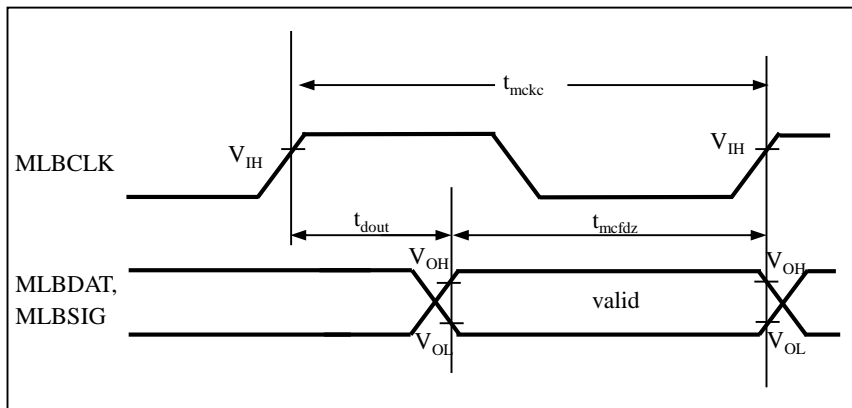 t_mckc
MLBCLK
V_IH
V_IH
t_dout
t_mcfdz
V_OH
V_OH
MLBDAT,
MLBSIG
valid
V_OL
V_OL